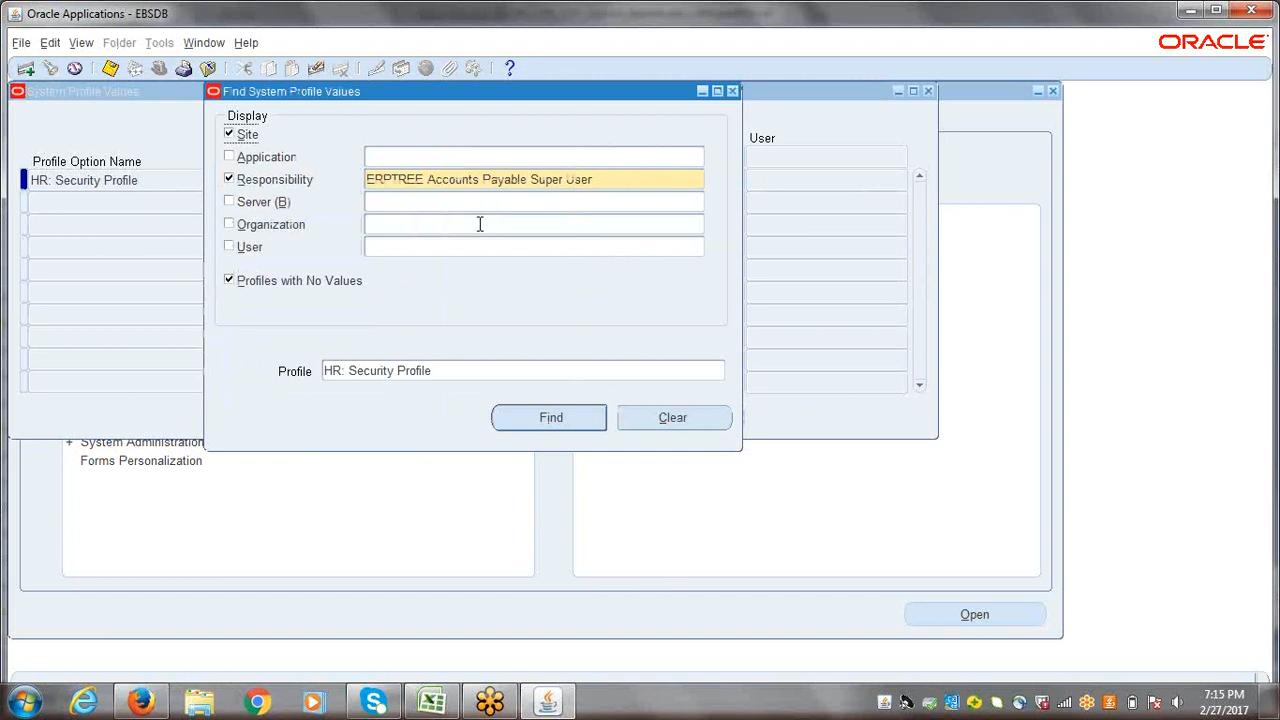 Oracle Applications - EBSDB
File Edit View Folder Tools Window Help
ORACLE
System Profile Values
Find System Profile Values
Display
Site
Application
Responsibility ERPTREE Accounts Payable Super User
Server (B)
Organization
User
Profiles with No Values
Profile HR: Security Profile
Find Clear
User
Profile Option Name
HR: Security Profile
+ System Administration
Forms Personalization
Open
7:15 PM
2/27/2017